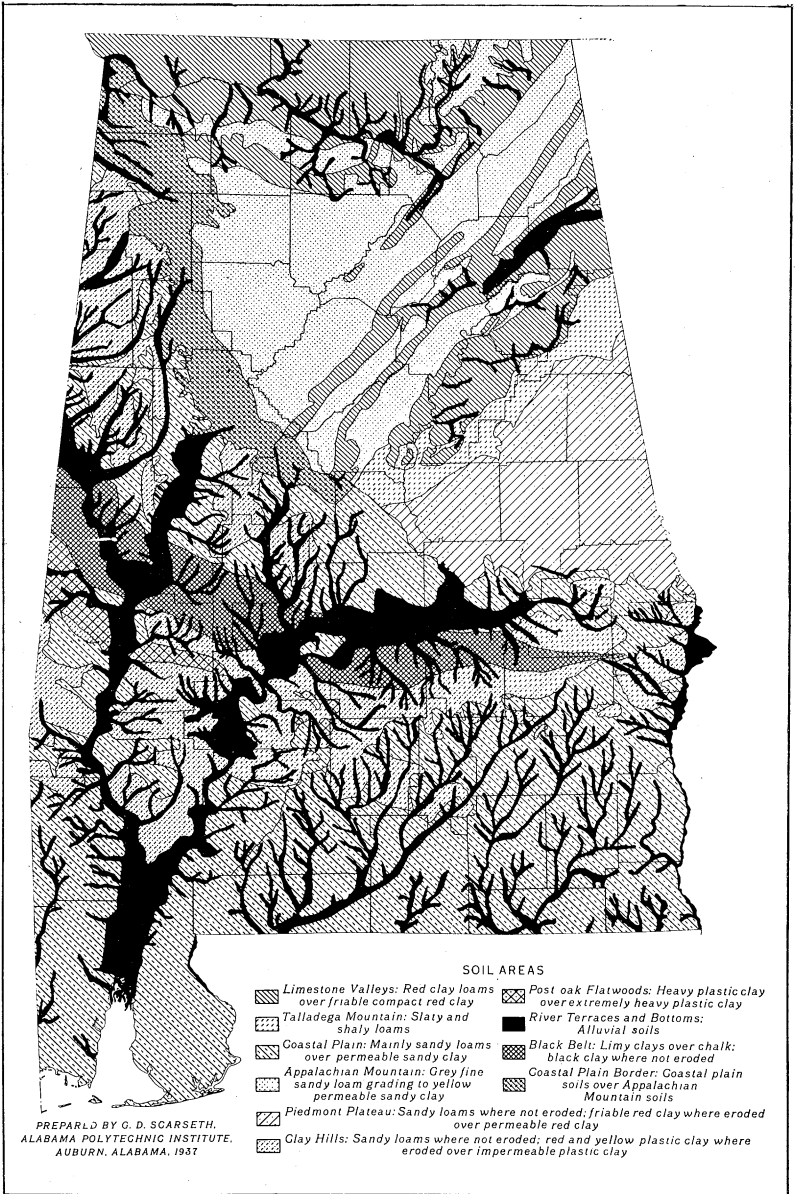 SOIL AREAS
Limestone Valleys: Red clay loams
over friable compact red clay
Talladega Mountain: Slaty and
shaly loams
Coastal Plain: Mainly sandy loams
over permeable sandy clay
Appalachian Mountain: Grey fine
sandy loam grading to yellow
permeable sandy clay
Post oak Flatwoods: Heavy plastic clay
over extremely heavy plastic clay
River Terraces and Bottoms:
Alluvial soils
Black Belt: Limy clays over chalk;
black clay where not eroded
Coastal Plain Border: Coastal plain
soils over Appalachian
Mountain soils
Piedmont Plateau: Sandy loams where not eroded; friable red clay where eroded
over permeable red clay
Clay Hills: Sandy loams where not eroded; red and yellow plastic clay where
eroded over impermeable plastic clay
PREPARED BY G. D. SCARSETH,
ALABAMA POLYTECHNIC INSTITUTE,
AUBURN, ALABAMA, 1937